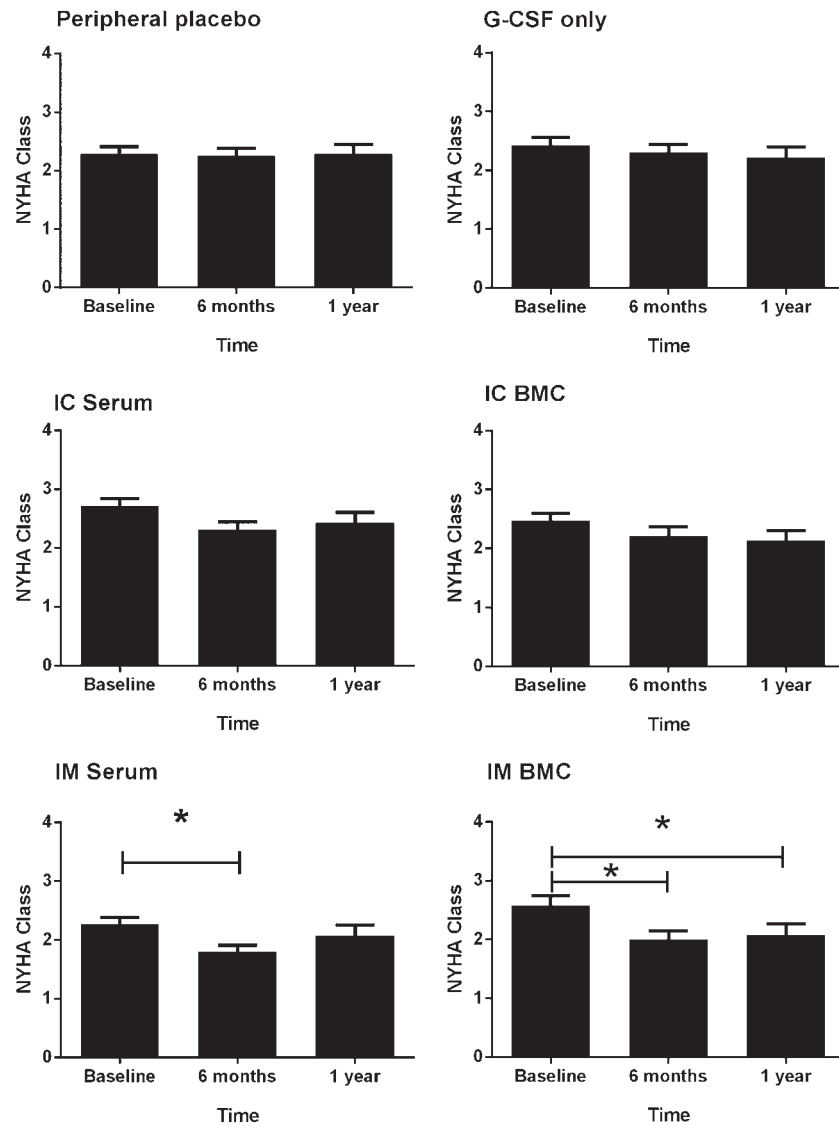 Peripheral placebo
4
3
2
1
0
NYHA Class
Baseline 6 months 1 year
Time
G-CSF only
4
3
2
1
0
NYHA Class
Baseline 6 months 1 year
Time
IC Serum
4
3
2
1
0
NYHA Class
Baseline 6 months 1 year
Time
IC BMC
4
3
2
1
0
NYHA Class
Baseline 6 months 1 year
Time
IM Serum
*
4
3
2
1
0
NYHA Class
Baseline 6 months 1 year
Time
IM BMC
*
*
4
3
2
1
0
NYHA Class
Baseline 6 months 1 year
Time